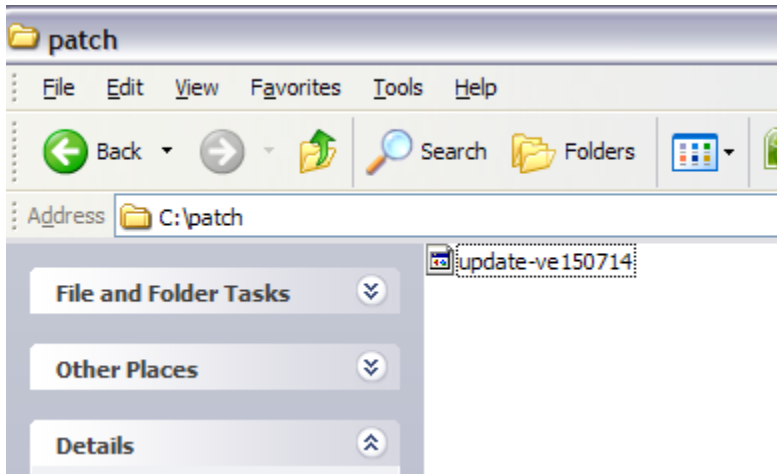 patch
File Edit View Favorites Tools Help
Back Search Folders
Address C:\patch
update-ve150714
File and Folder Tasks
Other Places
Details